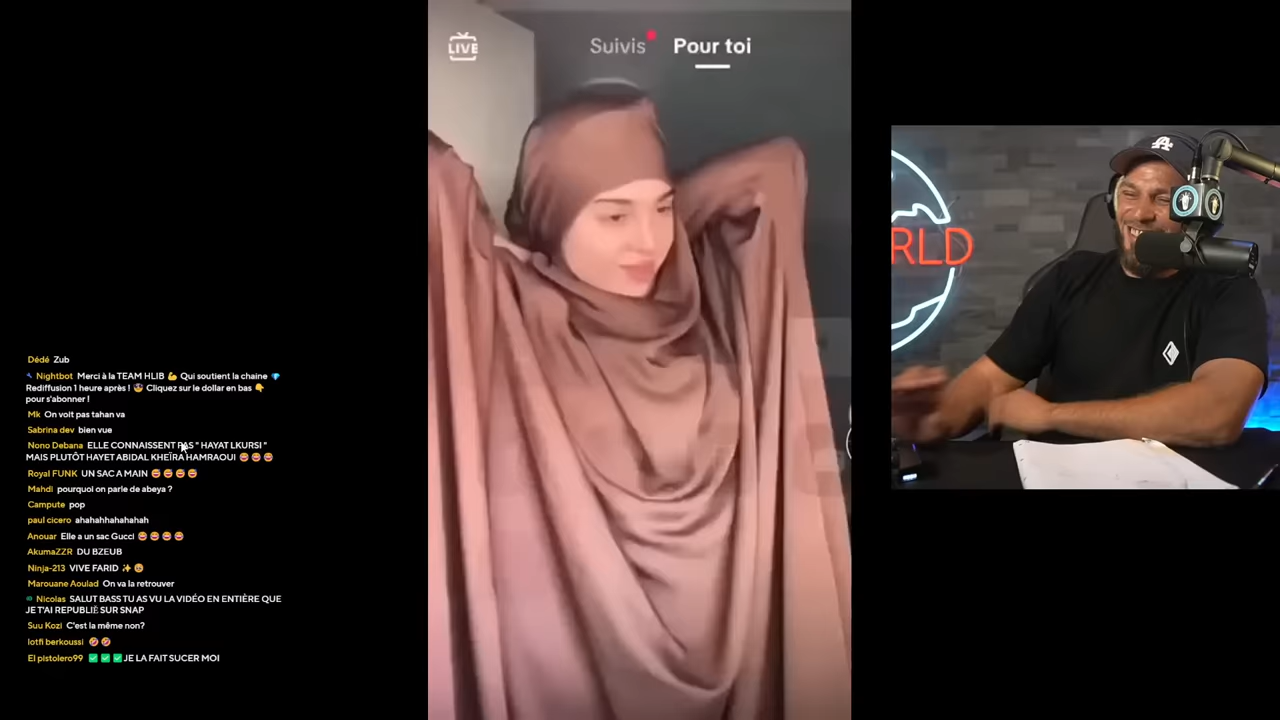 LIVE
Suivis
Pour toi
RLD
Dédé Zub
Nightbot Merci à la TEAM HLIB 💪 Qui soutient la chaine 💎
Rediffusion 1 heure après ! 😎 Cliquez sur le dollar en bas 👇
pour s'abonner !
Mk On voit pas tahan va
Sabrina dev bien vue
Nono Debana ELLE CONNAISSENT PAS " HAYAT LKURSI "
MAIS PLUTÔT HAYET ABIDAL KHEÏRA HAMRAOUI 😂 😂 😂
Royal FUNK UN SAC A MAIN 😂 😂 😂 😂
Mahdi pourquoi on parle de abeya ?
Campute pop
paul cicero ahahahhahahahah
Anouar Elle a un sac Gucci 😂 😂 😂 😂
AkumaZZR DU BZEUB
Ninja-213 VIVE FARID ✨
Marouane Aoulad On va la retrouver
Nicolas SALUT BASS TU AS VU LA VIDÉO EN ENTIÈRE QUE
JE T'AI REPUBLIÉ SUR SNAP
Suu Kozi C'est la même non?
lotfi berkoussi 🤣 🤣
El pistolero99 ✅ ✅ ✅ JE LA FAIT SUCER MOI